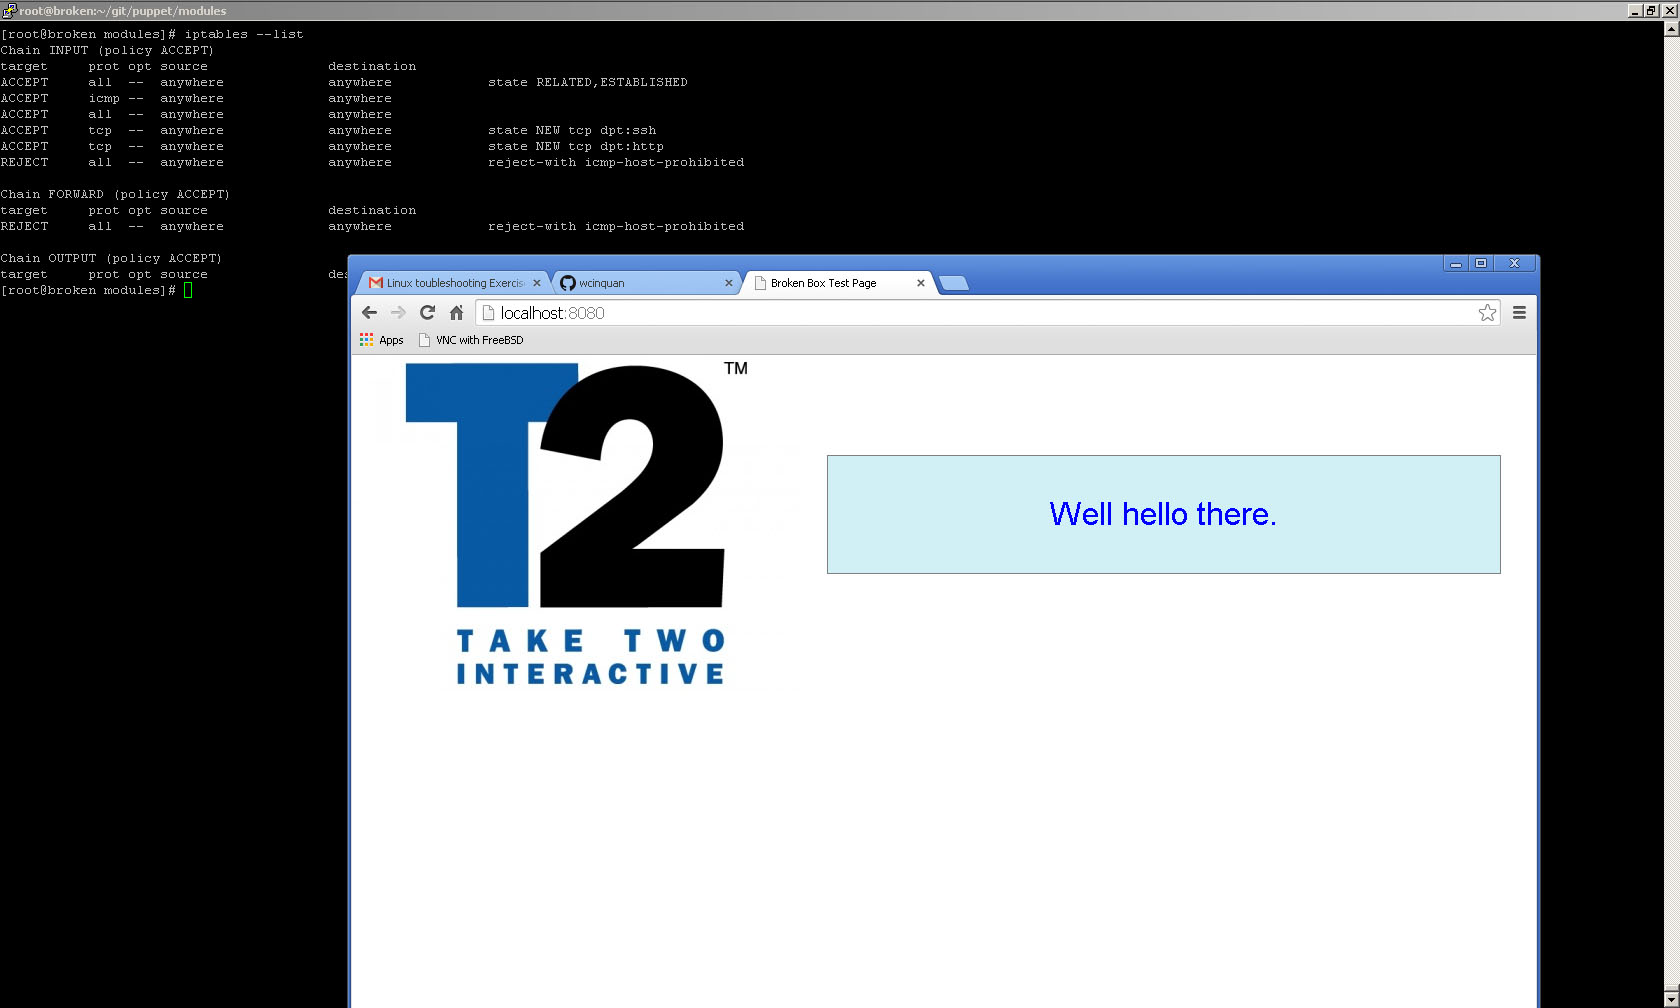 root@broken:~/git/puppet/modules
[root@broken modules]# iptables --list
Chain INPUT (policy ACCEPT)
target     prot opt source               destination
ACCEPT     all  --  anywhere             anywhere            state RELATED,ESTABLISHED
ACCEPT     icmp --  anywhere             anywhere
ACCEPT     all  --  anywhere             anywhere
ACCEPT     tcp  --  anywhere             anywhere            state NEW tcp dpt:ssh
ACCEPT     tcp  --  anywhere             anywhere            state NEW tcp dpt:http
REJECT     all  --  anywhere             anywhere            reject-with icmp-host-prohibited
Chain FORWARD (policy ACCEPT)
target     prot opt source               destination
REJECT     all  --  anywhere             anywhere            reject-with icmp-host-prohibited
Chain OUTPUT (policy ACCEPT)
target     prot opt source               des
[root@broken modules]#
Linux toubleshooting Exercis
wcinquan
Broken Box Test Page
localhost:8080
Apps
VNC with FreeBSD
T2 TM
TAKE TWO
INTERACTIVE
Well hello there.